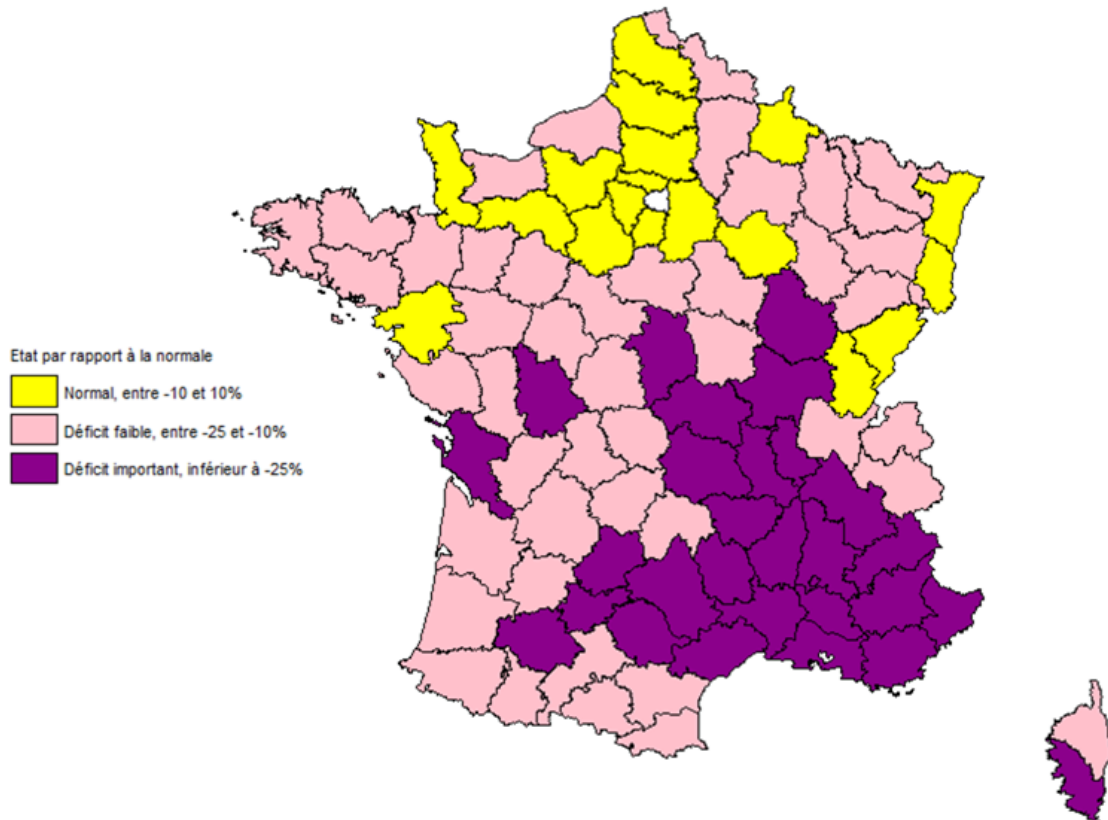 Etat par rapport à la normale
Normal, entre -10 et 10%
Déficit faible, entre -25 et -10%
Déficit important, inférieur à -25%